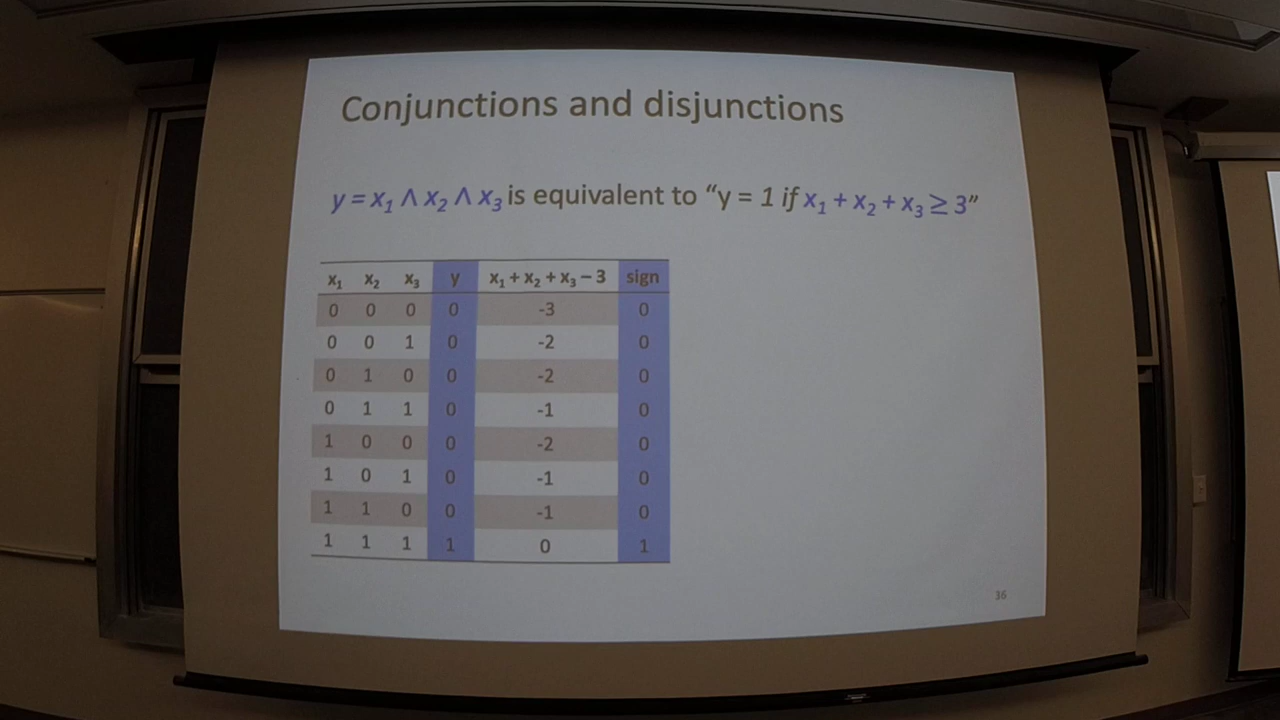 Conjunctions and disjunctions
y = x₁ ∧ x₂ ∧ x₃ is equivalent to “y = 1 if x₁ + x₂ + x₃ ≥ 3”
x₁ x₂ x₃ y x₁ + x₂ + x₃ − 3 sign
0 0 0 0 -3 0
0 0 1 0 -2 0
0 1 0 0 -2 0
0 1 1 0 -1 0
1 0 0 0 -2 0
1 0 1 0 -1 0
1 1 0 0 -1 0
1 1 1 1 0 1
36